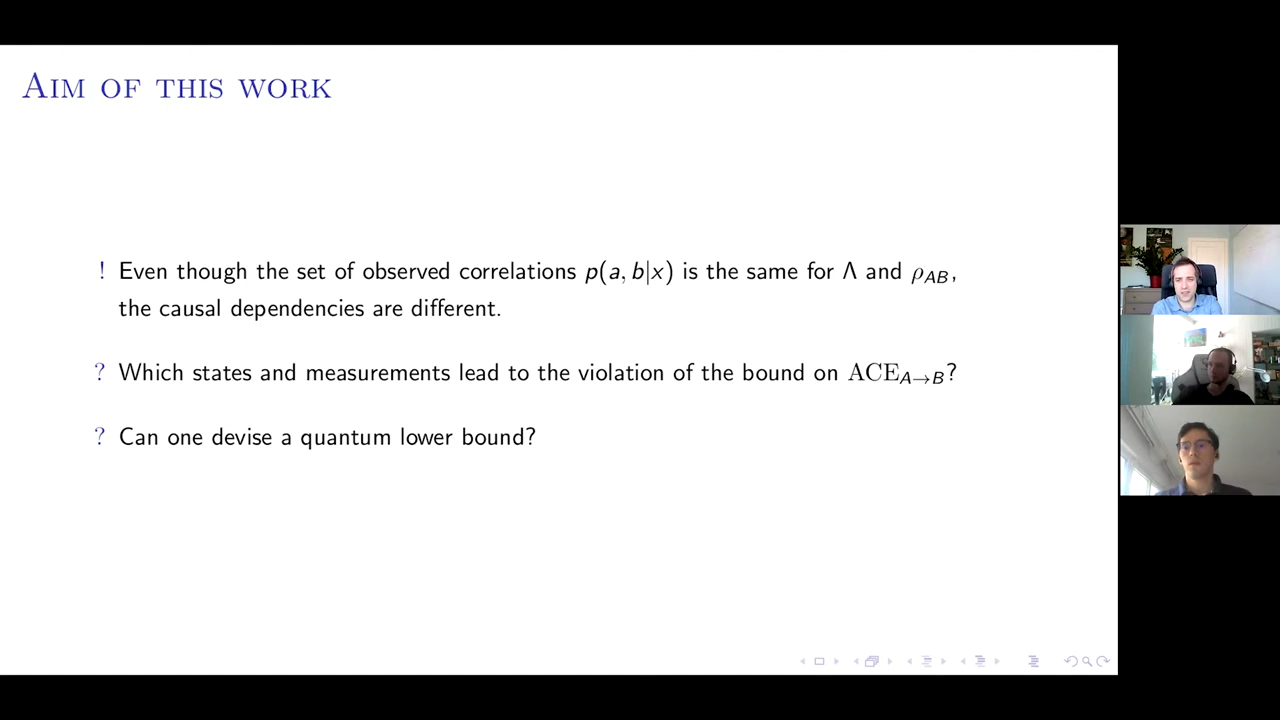 Aim of this work
! Even though the set of observed correlations p(a, b|x) is the same for Λ and ρ_AB,
the causal dependencies are different.
? Which states and measurements lead to the violation of the bound on ACE_A→B?
? Can one devise a quantum lower bound?